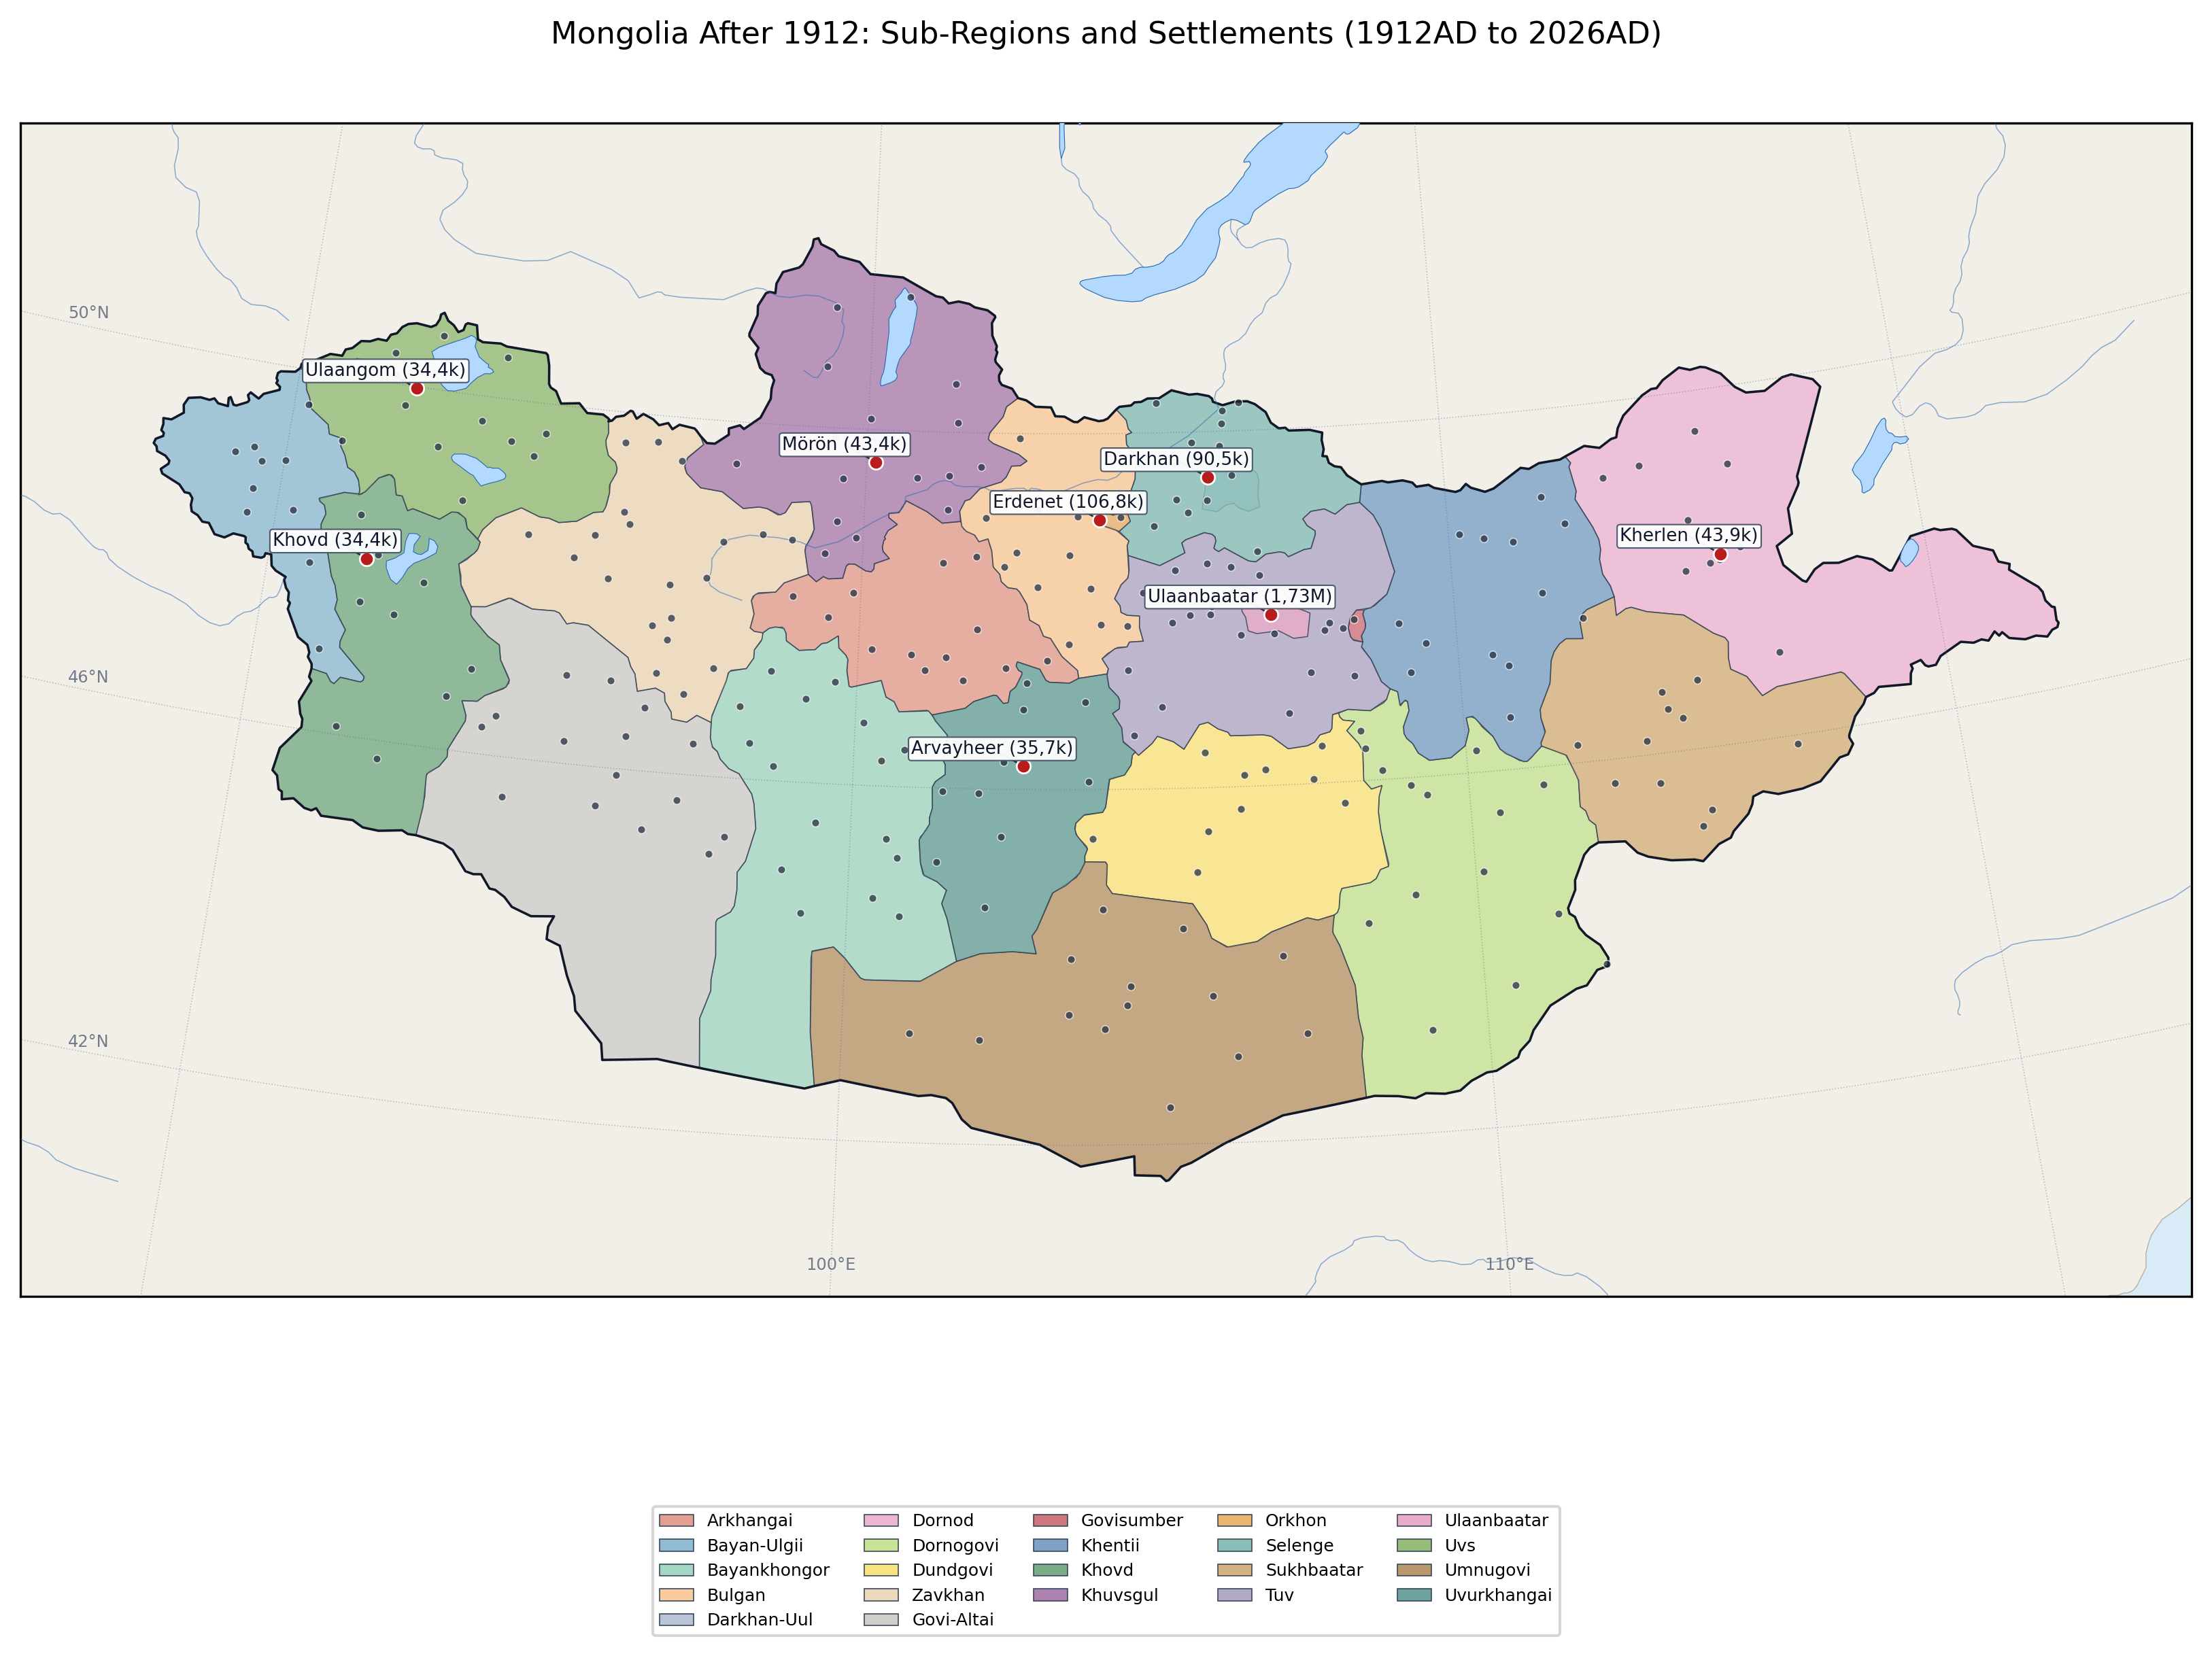 Mongolia After 1912: Sub-Regions and Settlements (1912AD to 2026AD)
50°N
Ulaangom (34,4k)
Mörön (43,4k)
Darkhan (90,5k)
Erdenet (106,8k)
Khovd (34,4k)
Kherlen (43,9k)
Ulaanbaatar (1,73M)
46°N
Arvayheer (35,7k)
42°N
100°E
110°E
Arkhangai
Bayan-Ulgii
Bayankhongor
Bulgan
Darkhan-Uul
Dornod
Dornogovi
Dundgovi
Zavkhan
Govi-Altai
Govisumber
Khentii
Khovd
Khuvsgul
Orkhon
Selenge
Sukhbaatar
Tuv
Ulaanbaatar
Uvs
Umnugovi
Uvurkhangai